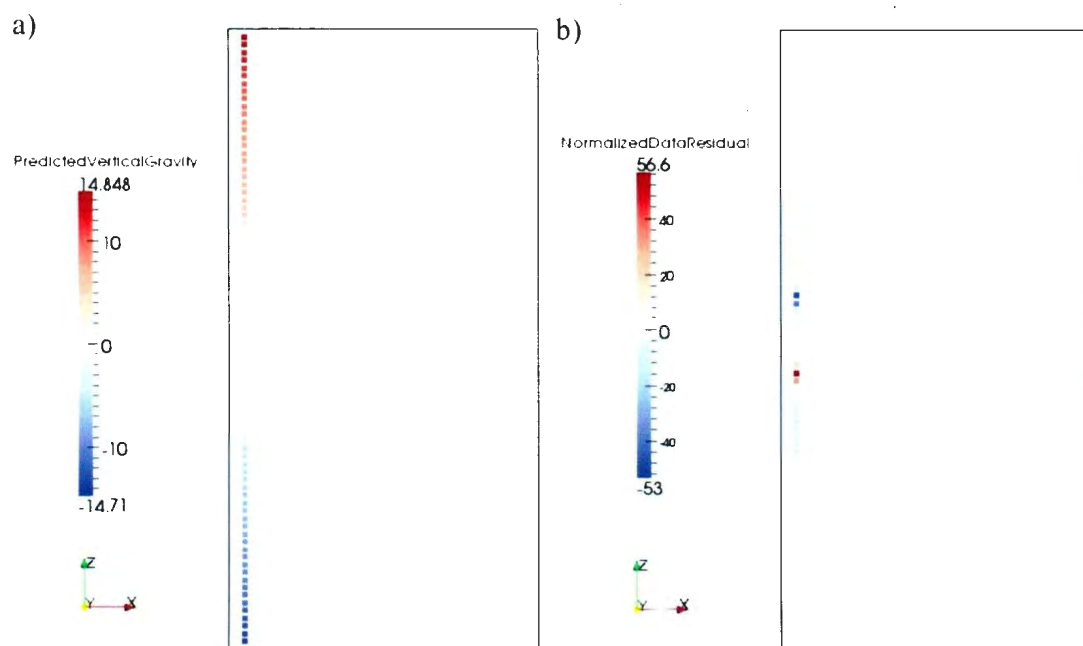 a)
PredictedVerticalGravity
14.848
10
0
-10
-14.71
Z
Y
X
b)
NormalizedDataResidual
56.6
40
20
0
-20
-40
-53
Z
Y
X